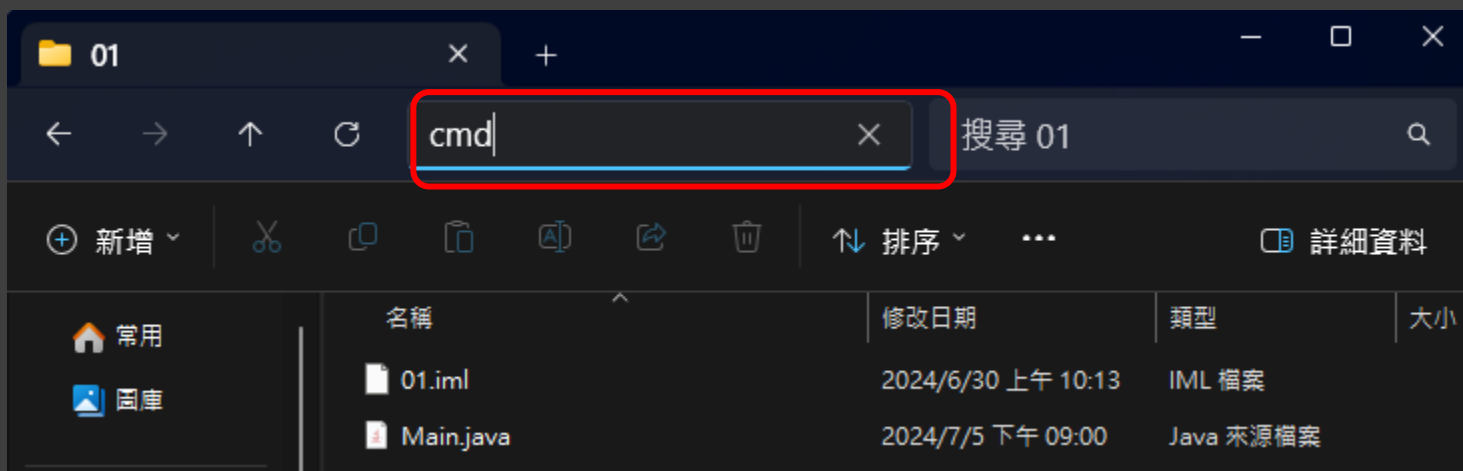 01
cmd
搜尋 01
新增
排序
詳細資料
名稱 修改日期 類型 大小
常用
圖庫
01.iml 2024/6/30 上午 10:13 IML 檔案
Main.java 2024/7/5 下午 09:00 Java 來源檔案